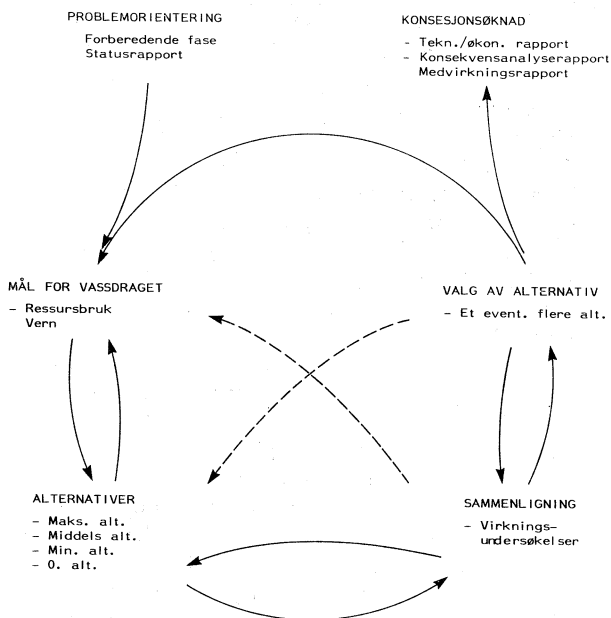 PROBLEMORIENTERING
Forberedende fase
Statusrapport
KONSESJONSØKNAD
- Tekn./økon. rapport
- Konsekvensanalyserapport
Medvirkningsrapport
MÅL FOR VASSDRAGET
- Ressursbruk
Vern
VALG AV ALTERNATIV
- Et event. flere alt.
ALTERNATIVER
- Maks. alt.
- Middels alt.
- Min. alt.
- 0. alt.
SAMMENLIGNING
- Virknings-
undersøkelser